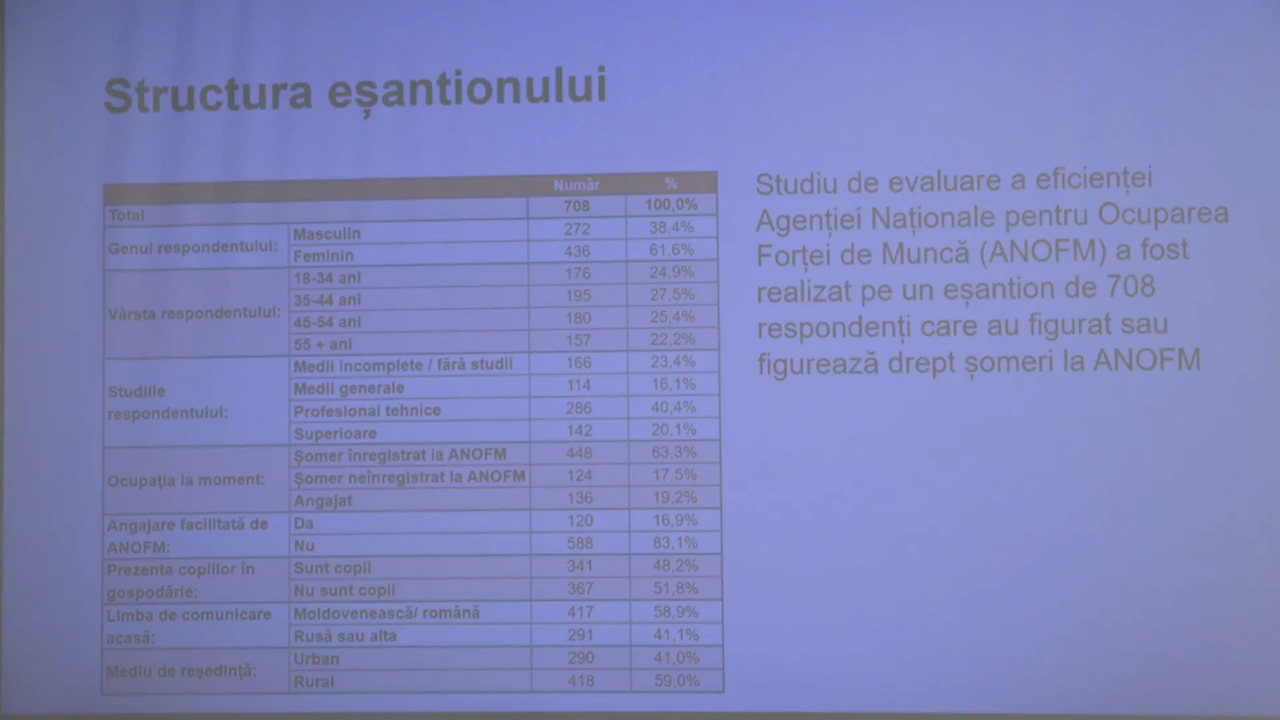 Structura eșantionului
Număr %
Total 708 100,0%
Genul respondentului: Masculin 272 38,4%
Feminin 436 61,6%
Vârsta respondentului: 18-34 ani 176 24,9%
35-44 ani 195 27,5%
45-54 ani 180 25,4%
55 + ani 157 22,2%
Studiile respondentului: Medii incomplete / fără studii 166 23,4%
Medii generale 114 16,1%
Profesional tehnice 286 40,4%
Superioare 142 20,1%
Ocupația la moment: Șomer înregistrat la ANOFM 448 63,3%
Șomer neînregistrat la ANOFM 124 17,5%
Angajat 136 19,2%
Angajare facilitată de ANOFM: Da 120 16,9%
Nu 588 83,1%
Prezenta copiilor în gospodărie: Sunt copii 341 48,2%
Nu sunt copii 367 51,8%
Limba de comunicare acasă: Moldovenească/ română 417 58,9%
Rusă sau alta 291 41,1%
Mediu de reședință: Urban 290 41,0%
Rural 418 59,0%
Studiu de evaluare a eficienței
Agenției Naționale pentru Ocuparea
Forței de Muncă (ANOFM) a fost
realizat pe un eșantion de 708
respondenți care au figurat sau
figurează drept șomeri la ANOFM